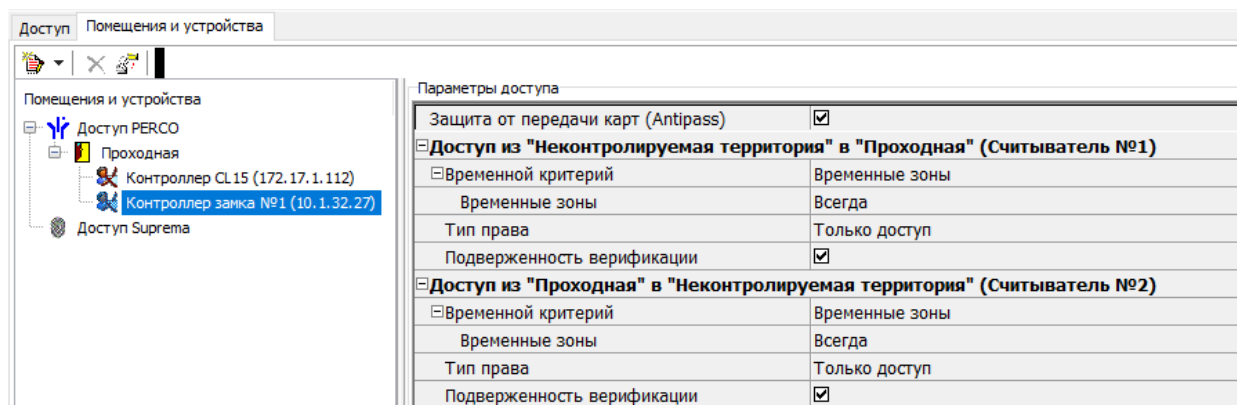 Доступ Помещения и устройства
Помещения и устройства
Доступ PERCO
Проходная
Контроллер CL15 (172.17.1.112)
Контроллер замка №1 (10.1.32.27)
Доступ Suprema
Параметры доступа
Защита от передачи карт (Antipass)
Доступ из "Неконтролируемая территория" в "Проходная" (Считыватель №1)
Временной критерий Временные зоны
Временные зоны Всегда
Тип права Только доступ
Подверженность верификации
Доступ из "Проходная" в "Неконтролируемая территория" (Считыватель №2)
Временной критерий Временные зоны
Временные зоны Всегда
Тип права Только доступ
Подверженность верификации